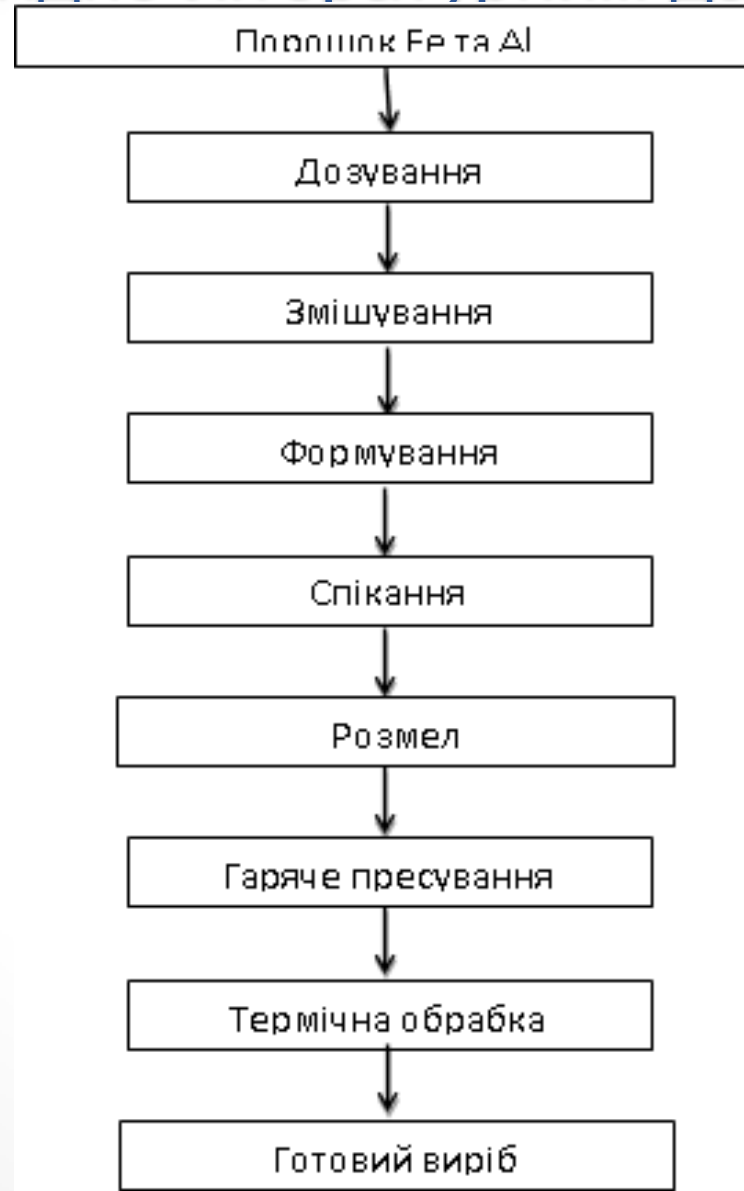 Порошок Fe та Al
Дозування
Змішування
Формування
Спікання
Розмел
Гаряче пресування
Термічна обрабка
Готовий виріб